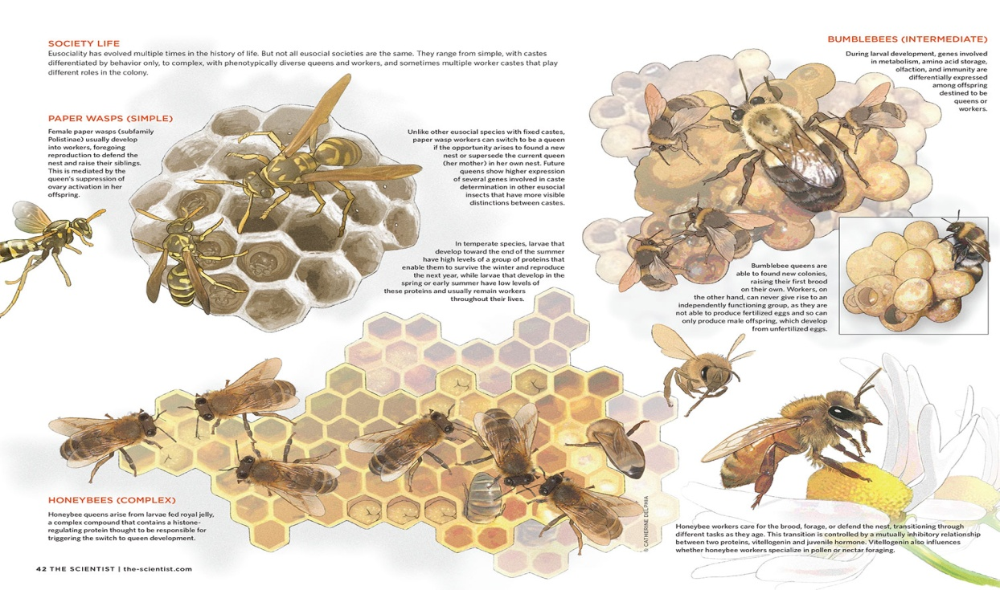 SOCIETY LIFE
Eusociality has evolved multiple times in the history of life. But not all eusocial societies are the same. They range from simple, with castes
differentiated by behavior only, to complex, with phenotypically diverse queens and workers, and sometimes multiple worker castes that play
different roles in the colony.
PAPER WASPS (SIMPLE)
Female paper wasps (subfamily
Polistinae) usually develop
into workers, foregoing
reproduction to defend the
nest and raise their siblings.
This is mediated by the
queen's suppression of
ovary activation in her
offspring.
Unlike other eusocial species with fixed castes,
paper wasp workers can switch to be a queen
if the opportunity arises to found a new
nest or supersede the current queen
(her mother) in her own nest. Future
queens show higher expression
of several genes involved in caste
determination in other eusocial
insects that have more visible
distinctions between castes.
In temperate species, larvae that
develop toward the end of the summer
have high levels of a group of proteins that
enable them to survive the winter and reproduce
the next year, while larvae that develop in the
spring or early summer have low levels of
these proteins and usually remain workers
throughout their lives.
BUMBLEBEES (INTERMEDIATE)
During larval development, genes involved
in metabolism, amino acid storage,
olfaction, and immunity are
differentially expressed
among offspring
destined to be
queens or
workers.
Bumblebee queens are
able to found new colonies,
raising their first brood
on their own. Workers, on
the other hand, can never give rise to an
independently functioning group, as they are
not able to produce fertilized eggs and so can
only produce male offspring, which develop
from unfertilized eggs.
HONEYBEES (COMPLEX)
Honeybee queens arise from larvae fed royal jelly,
a complex compound that contains a histone-
regulating protein thought to be responsible for
triggering the switch to queen development.
© CATHERINE DELPHIA
Honeybee workers care for the brood, forage, or defend the nest, transitioning through
different tasks as they age. This transition is controlled by a mutually inhibitory relationship
between two proteins, vitellogenin and juvenile hormone. Vitellogenin also influences
whether honeybee workers specialize in pollen or nectar foraging.
42 THE SCIENTIST | the-scientist.com